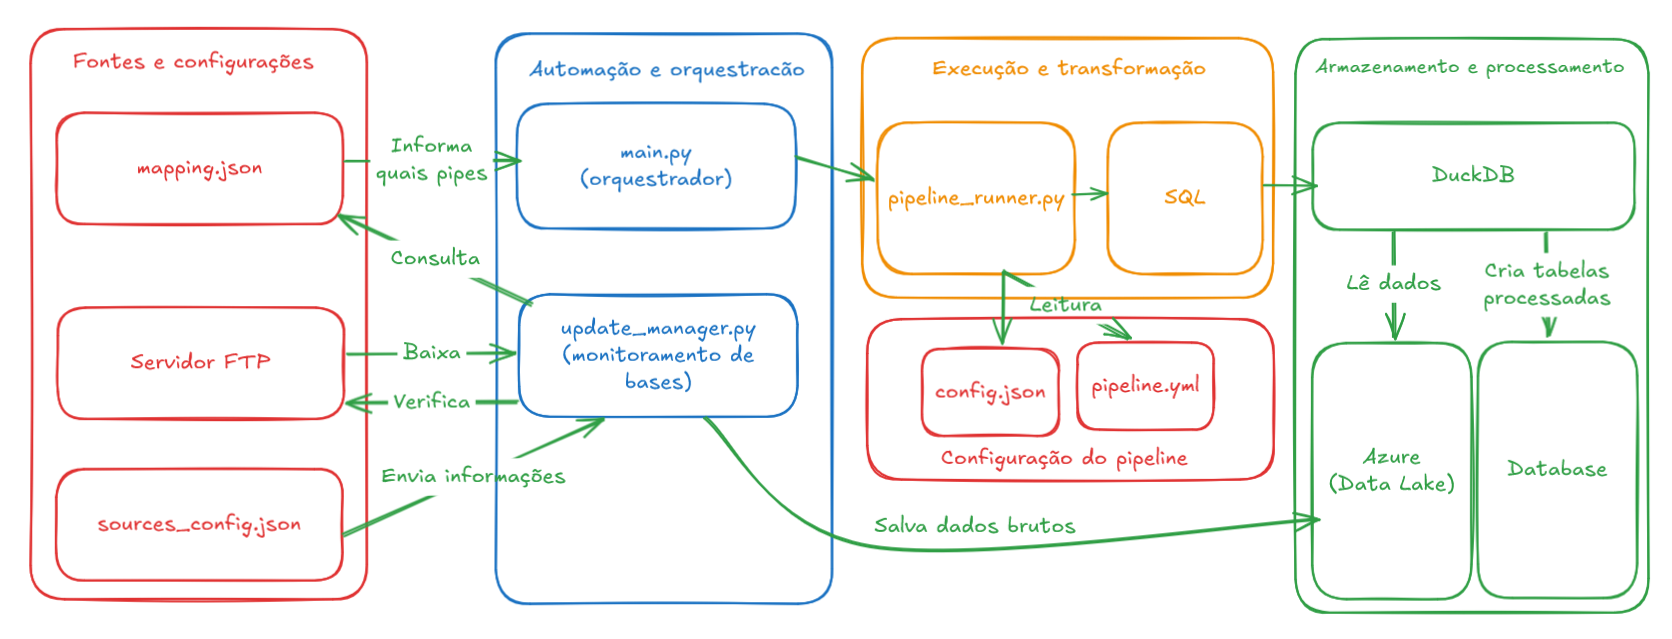 Fontes e configurações
mapping.json
Servidor FTP
sources_config.json
Informa
quais pipes
Consulta
Baixa
Verifica
Envia informações
Automação e orquestracão
main.py
(orquestrador)
update_manager.py
(monitoramento de
bases)
Execução e transformação
pipeline_runner.py
SQL
Leitura
config.json
pipeline.yml
Configuração do pipeline
Salva dados brutos
Armazenamento e processamento
DuckDB
Lê dados
Cria tabelas
processadas
Azure
(Data Lake)
Database